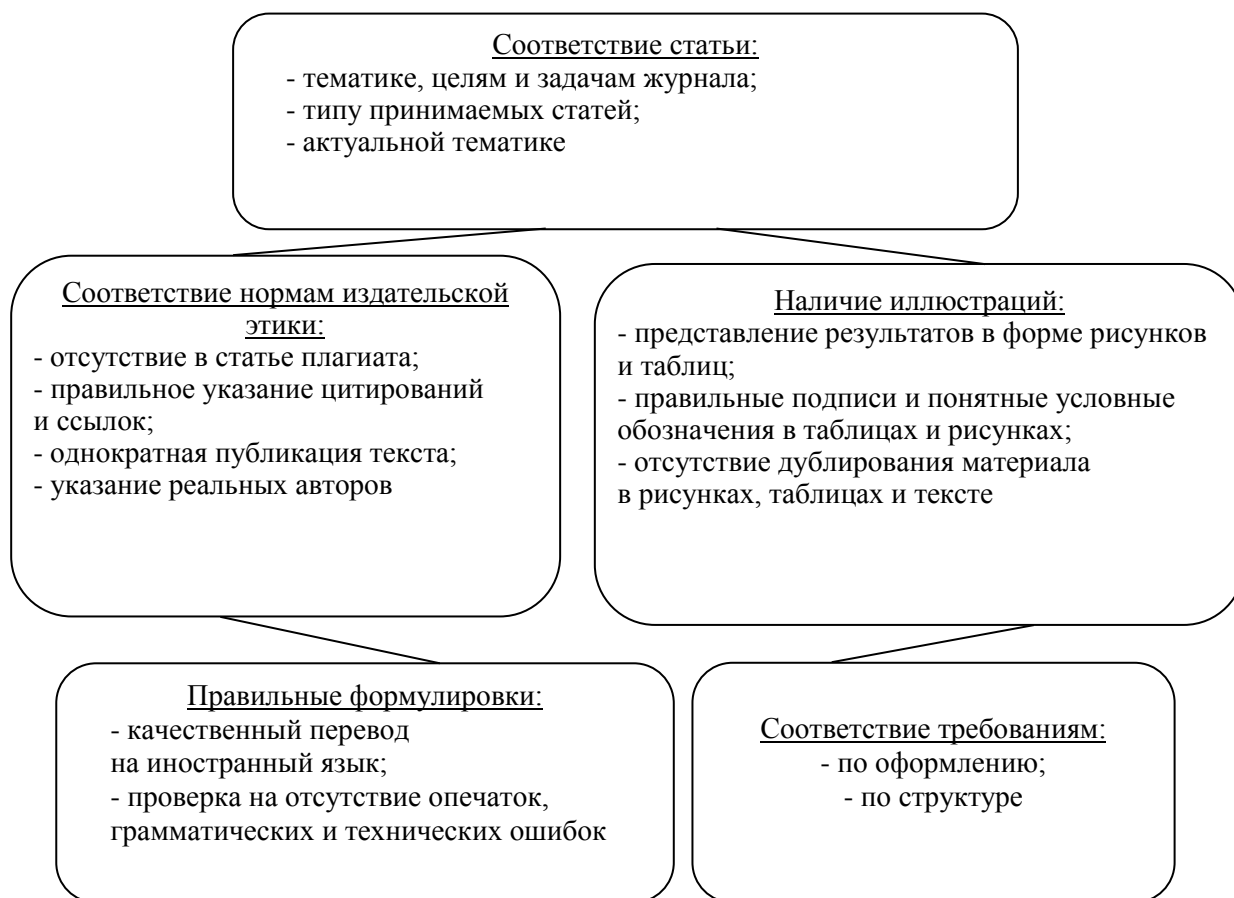 Соответствие статьи:
- тематике, целям и задачам журнала;
- типу принимаемых статей;
- актуальной тематике
Соответствие нормам издательской
этики:
- отсутствие в статье плагиата;
- правильное указание цитирований
и ссылок;
- однократная публикация текста;
- указание реальных авторов
Наличие иллюстраций:
- представление результатов в форме рисунков
и таблиц;
- правильные подписи и понятные условные
обозначения в таблицах и рисунках;
- отсутствие дублирования материала
в рисунках, таблицах и тексте
Правильные формулировки:
- качественный перевод
на иностранный язык;
- проверка на отсутствие опечаток,
грамматических и технических ошибок
Соответствие требованиям:
- по оформлению;
- по структуре